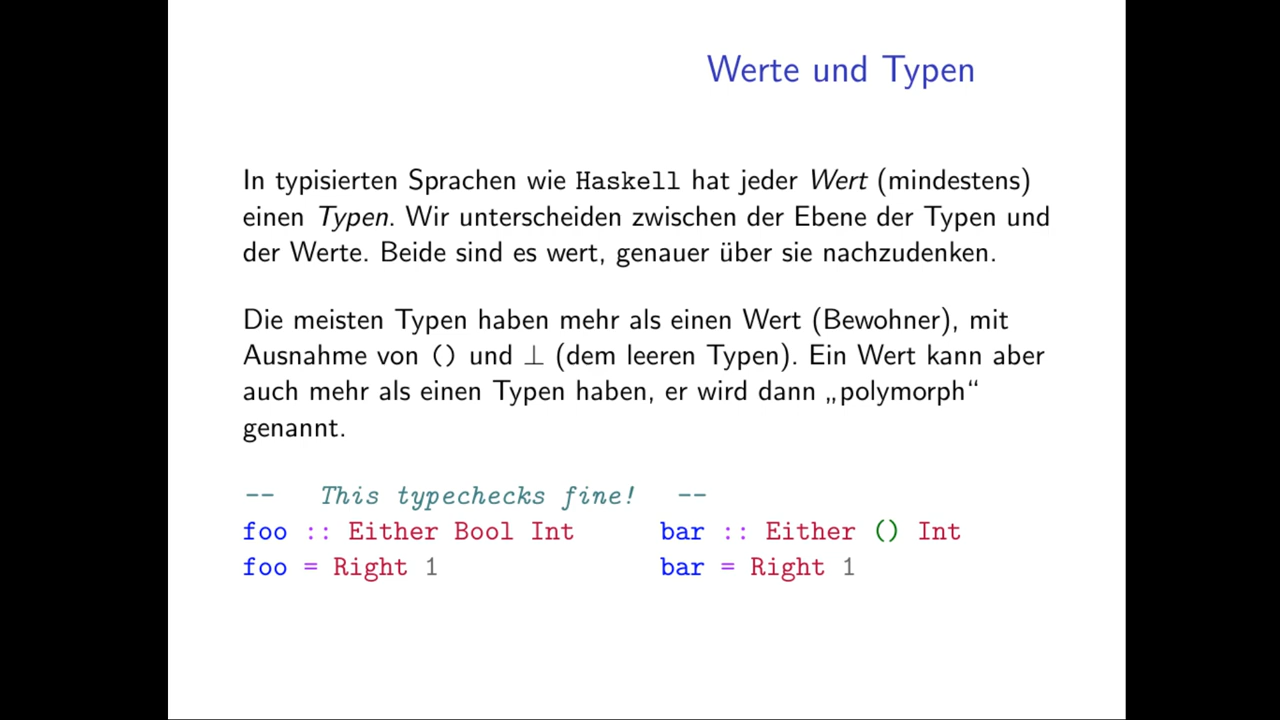 Werte und Typen
In typisierten Sprachen wie Haskell hat jeder Wert (mindestens)
einen Typen. Wir unterscheiden zwischen der Ebene der Typen und
der Werte. Beide sind es wert, genauer über sie nachzudenken.
Die meisten Typen haben mehr als einen Wert (Bewohner), mit
Ausnahme von () und ⊥ (dem leeren Typen). Ein Wert kann aber
auch mehr als einen Typen haben, er wird dann „polymorph“
genannt.
-- This typechecks fine! --
foo :: Either Bool Int bar :: Either () Int
foo = Right 1 bar = Right 1